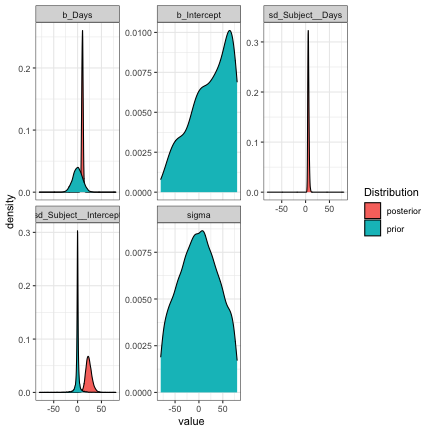 b_Days
b_Intercept
sd_Subject__Days
0.2
0.1
0.0
0.0100
0.0075
0.0050
0.0025
0.0000
0.3
0.2
0.1
0.0
-50 0 50
sd_Subject__Intercept
sigma
0.3
0.2
0.1
0.0
0.0075
0.0050
0.0025
0.0000
-50 0 50
-50 0 50
density
value
Distribution
posterior
prior